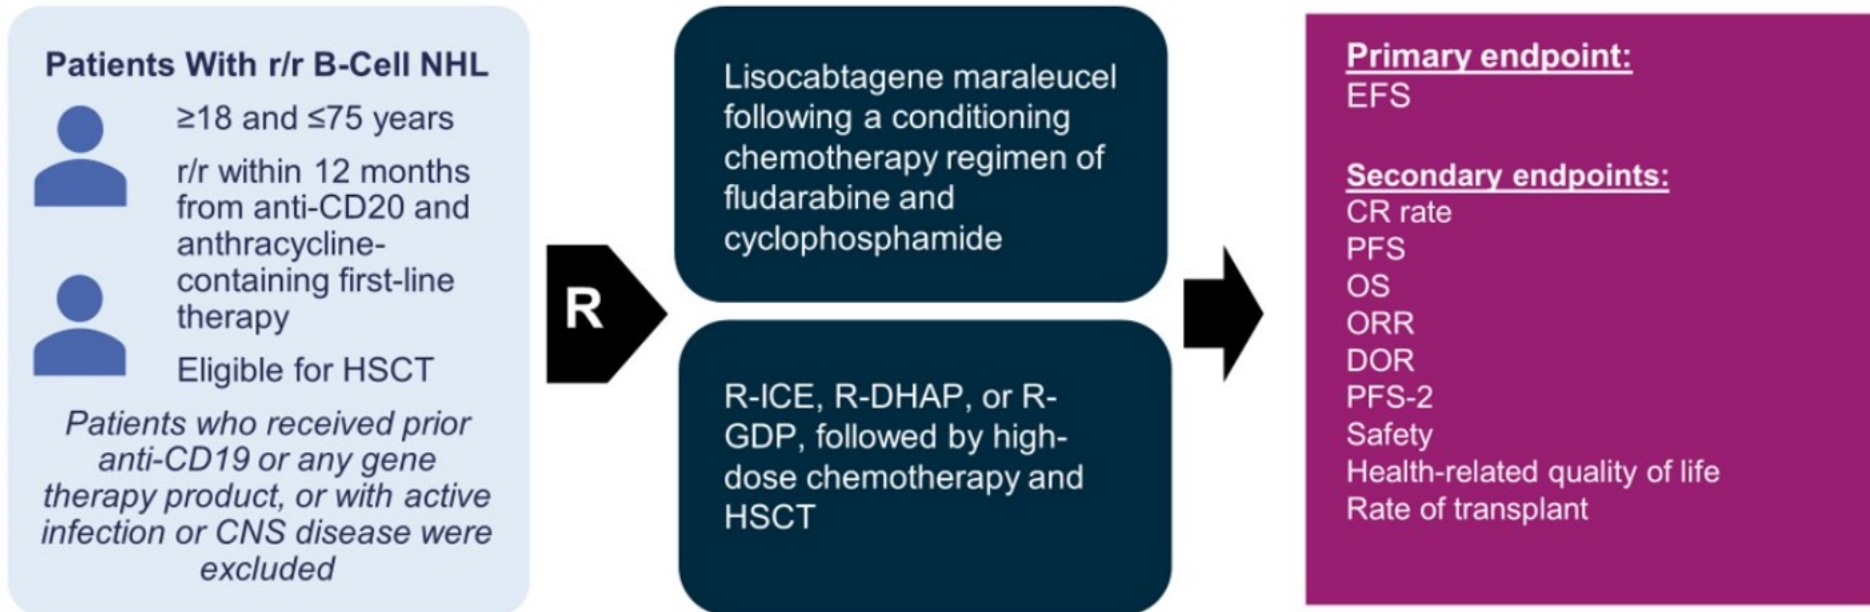 Patients With r/r B-Cell NHL
≥18 and ≤75 years
r/r within 12 months
from anti-CD20 and
anthracycline-
containing first-line
therapy
Eligible for HSCT
Patients who received prior
anti-CD19 or any gene
therapy product, or with active
infection or CNS disease were
excluded
R
Lisocabtagene maraleucel
following a conditioning
chemotherapy regimen of
fludarabine and
cyclophosphamide
R-ICE, R-DHAP, or R-
GDP, followed by high-
dose chemotherapy and
HSCT
Primary endpoint:
EFS
Secondary endpoints:
CR rate
PFS
OS
ORR
DOR
PFS-2
Safety
Health-related quality of life
Rate of transplant